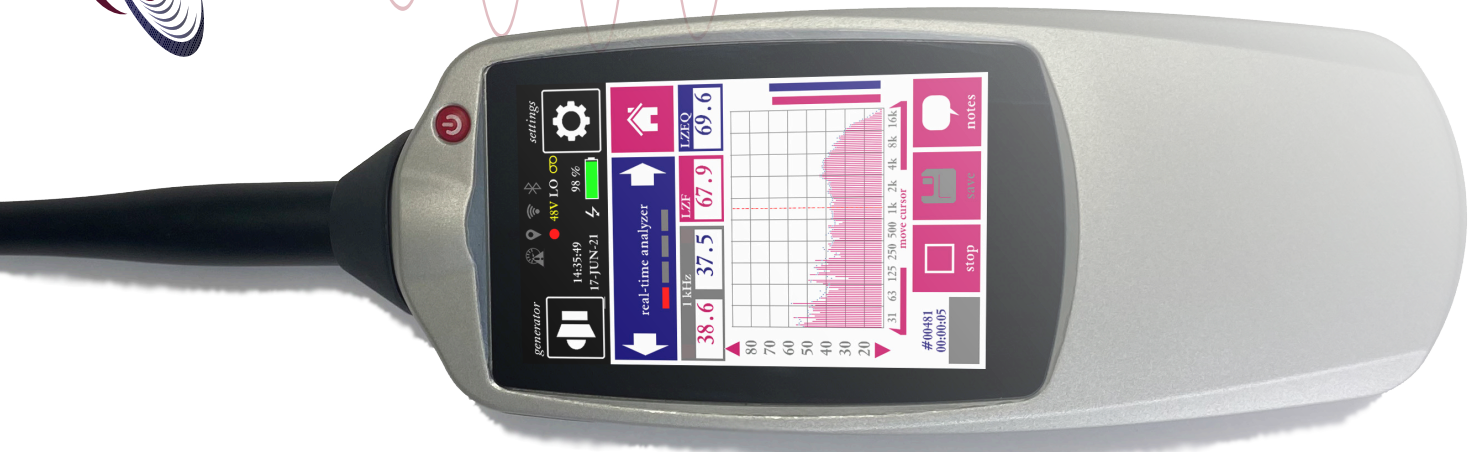 generator
settings
14:35:49
17-JUN-21
48V LO
98 %
real-time analyzer
1 kHz
LZF
LZEQ
38.6
37.5
67.9
69.6
80
70
60
50
40
30
20
31 63 125 250 500 1k 2k 4k 8k 16k
move cursor
#00481
00:00:05
stop
save
notes